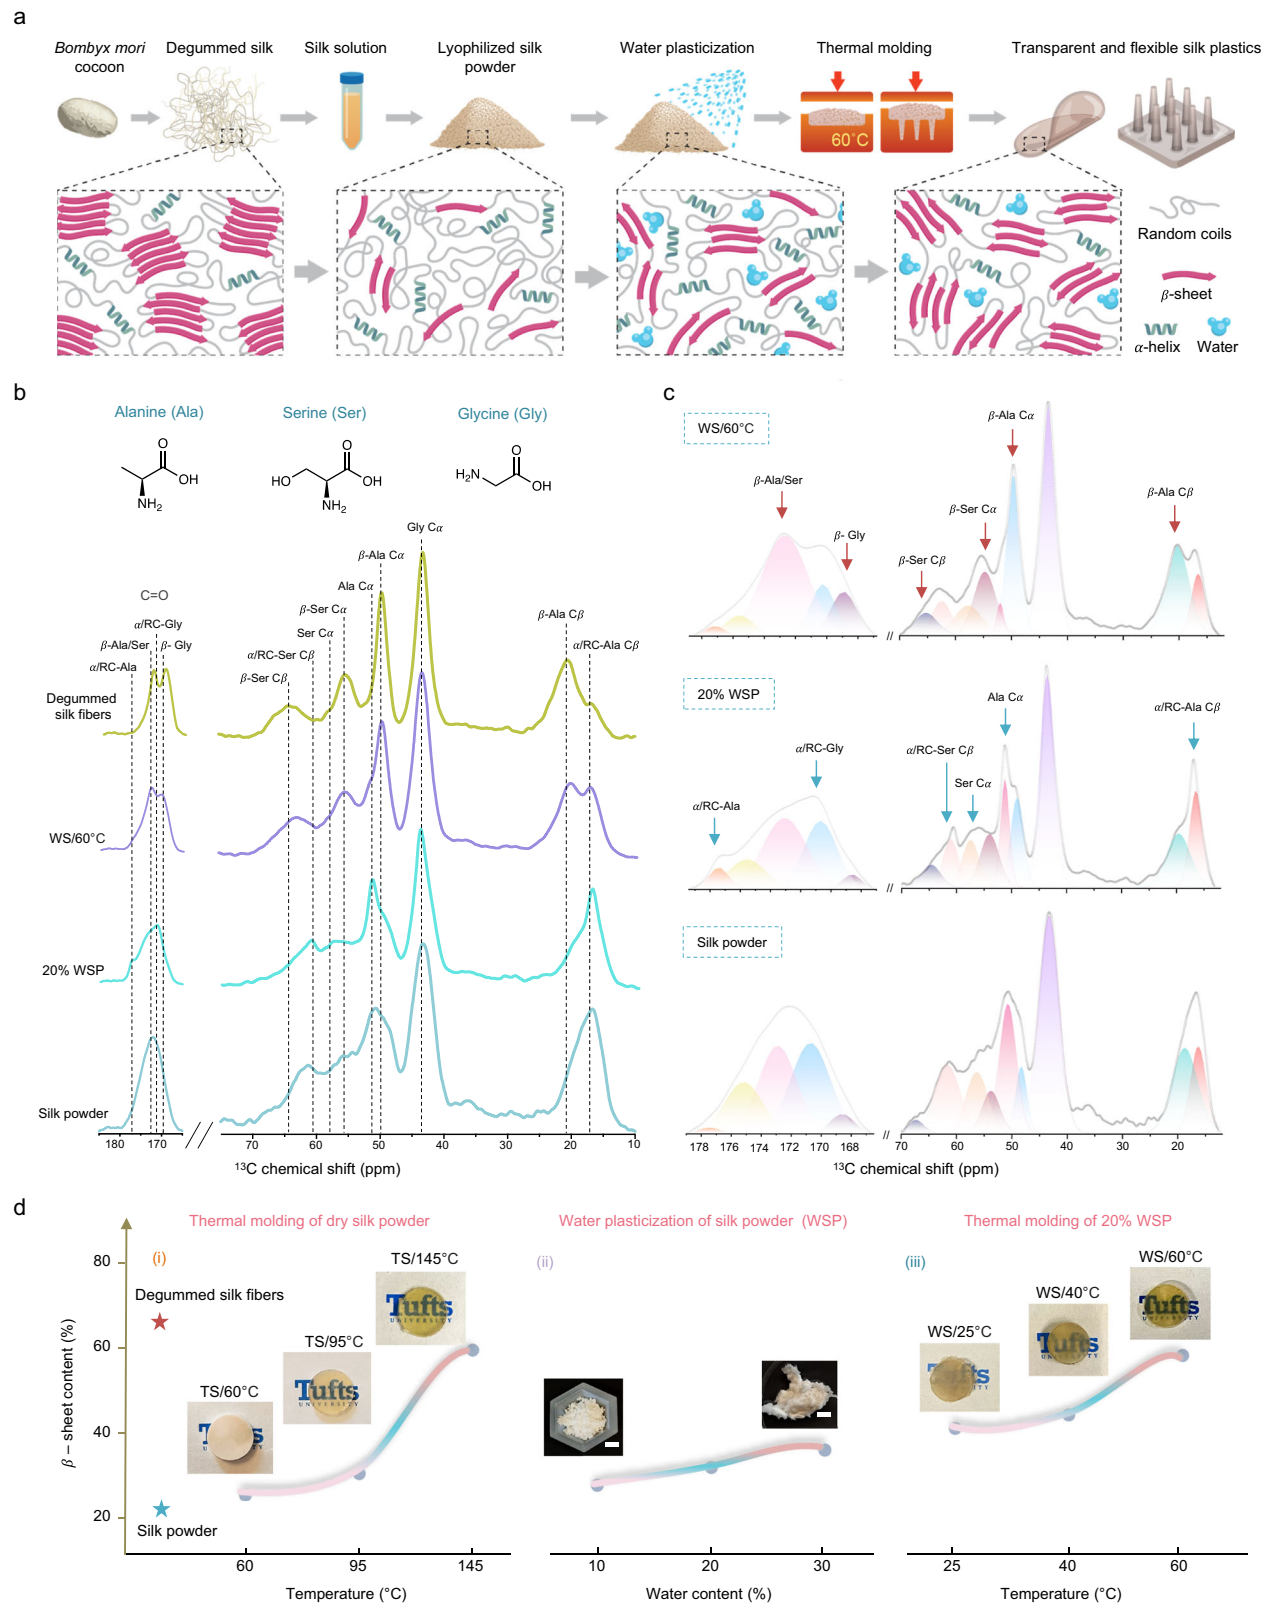 a
Bombyx mori
cocoon
Degummed silk
Silk solution
Lyophilized silk
powder
Water plasticization
Thermal molding
Transparent and flexible silk plastics
60°C
Random coils
β-sheet
α-helix
Water
b
Alanine (Ala)
Serine (Ser)
Glycine (Gly)
O
OH
NH₂
HO
O
OH
NH₂
H₂N
O
OH
Gly Cα
β-Ala Cα
Ala Cα
β-Ser Cα
Ser Cα
α/RC-Ser Cβ
β-Ser Cβ
β-Ala Cβ
α/RC-Ala Cβ
C=O
α/RC-Gly
β-Ala/Ser
β- Gly
α/RC-Ala
Degummed
silk fibers
WS/60°C
20% WSP
Silk powder
180 170 70 60 50 40 30 20 10
¹³C chemical shift (ppm)
c
WS/60°C
β-Ala/Ser
β- Gly
β-Ser Cβ
β-Ser Cα
β-Ala Cα
β-Ala Cβ
//
20% WSP
α/RC-Ala
α/RC-Gly
α/RC-Ser Cβ
Ser Cα
Ala Cα
α/RC-Ala Cβ
//
Silk powder
178 176 174 172 170 168 // 70 60 50 40 30 20
¹³C chemical shift (ppm)
d
Thermal molding of dry silk powder
Water plasticization of silk powder (WSP)
Thermal molding of 20% WSP
β – sheet content (%)
80
60
40
20
(i)
Degummed silk fibers
Silk powder
TS/60°C
TS/95°C
TS/145°C
Tufts
UNIVERSITY
Tufts
UNIVERSITY
60 95 145
Temperature (°C)
(ii)
10 20 30
Water content (%)
(iii)
WS/25°C
WS/40°C
WS/60°C
Tufts
Tufts
Tufts
UNIVERSITY
25 40 60
Temperature (°C)